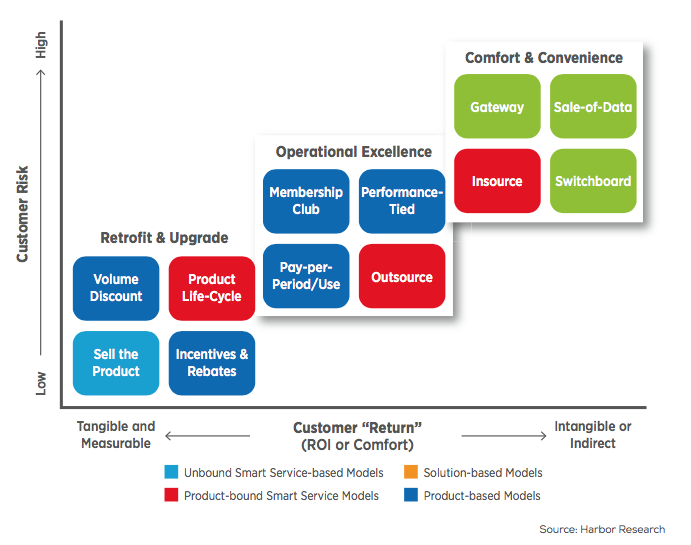 High
Customer Risk
Low
Comfort & Convenience
Gateway
Sale-of-Data
Insource
Switchboard
Operational Excellence
Membership
Club
Performance-
Tied
Pay-per-
Period/Use
Outsource
Retrofit & Upgrade
Volume
Discount
Product
Life-Cycle
Sell the
Product
Incentives &
Rebates
Tangible and
Measurable
Customer “Return”
(ROI or Comfort)
Intangible or
Indirect
Unbound Smart Service-based Models
Solution-based Models
Product-bound Smart Service Models
Product-based Models
Source: Harbor Research